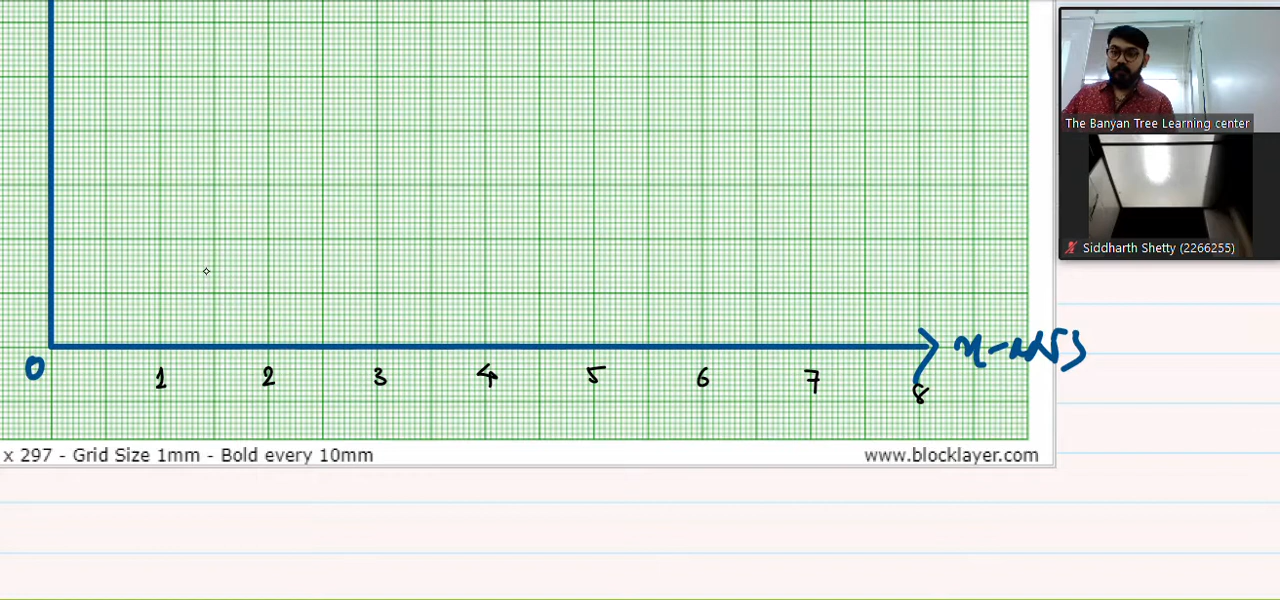 The Banyan Tree Learning center
Siddharth Shetty (2266255)
x-axis
0
1 2 3 4 5 6 7 8
x 297 - Grid Size 1mm - Bold every 10mm
www.blocklayer.com